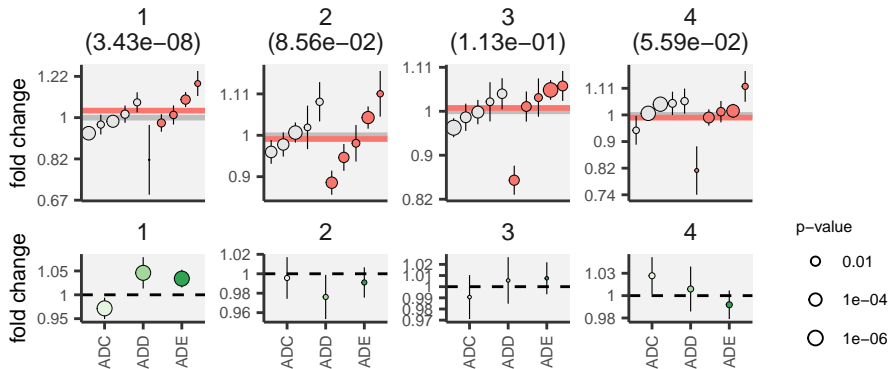 1 2 3 4
(3.43e−08) (8.56e−02) (1.13e−01) (5.59e−02)
fold change
1.22
1
0.82
0.67
1.11
1
0.9
1.11
1
0.9
0.82
1.11
1
0.9
0.82
0.74
1 2 3 4
fold change
1.05
1
0.95
1.02
1
0.98
0.96
1.02
1.01
1
0.99
0.98
0.97
1.03
1
0.98
ADC ADD ADE
ADC ADD ADE
ADC ADD ADE
ADC ADD ADE
p−value
0.01
1e−04
1e−06